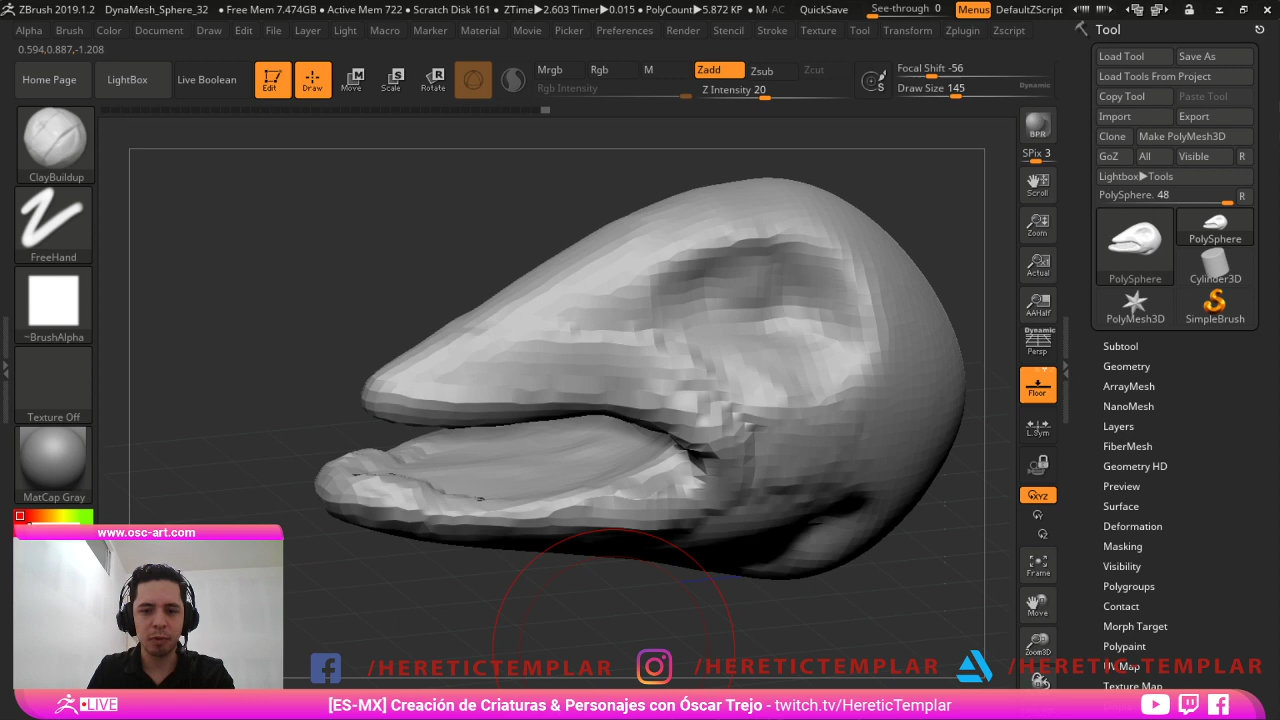 ZBrush 2019.1.2 DynaMesh_Sphere_32 • Free Mem 7.474GB • Active Mem 722 • Scratch Disk 161 • ZTime▶2.603 Timer▶0.015 • PolyCount▶5.872 KP • Me AC QuickSave See-through 0 Menus DefaultZScript
Alpha Brush Color Document Draw Edit File Layer Light Macro Marker Material Movie Picker Preferences Render Stencil Stroke Texture Tool Transform Zplugin Zscript
0.594,0.887,-1.208
Home Page LightBox Live Boolean Edit Draw Move Scale Rotate
Mrgb Rgb M Zadd Zsub Zcut
Rgb Intensity Z Intensity 20
Focal Shift -56
Draw Size 145 Dynamic
ClayBuildup
FreeHand
~BrushAlpha
Texture Off
MatCap Gray
BPR
SPix 3
Scroll
Zoom
Actual
AAHalf
Dynamic
Persp
Floor
L.Sym
XYZ
Y
Z
Frame
Move
Zoom3D
Tool
Load Tool Save As
Load Tools From Project
Copy Tool Paste Tool
Import Export
Clone Make PolyMesh3D
GoZ All Visible R
Lightbox▶Tools
PolySphere. 48 R
PolySphere PolySphere
Cylinder3D
PolyMesh3D SimpleBrush
Subtool
Geometry
ArrayMesh
NanoMesh
Layers
FiberMesh
Geometry HD
Preview
Surface
Deformation
Masking
Visibility
Polygroups
Contact
Morph Target
Polypaint
UV Map
Texture Map
www.osc-art.com
/HERETICTEMPLAR /HERETICTEMPLAR /HERETICTEMPLAR
LIVE [ES-MX] Creación de Criaturas & Personajes con Óscar Trejo - twitch.tv/HereticTemplar